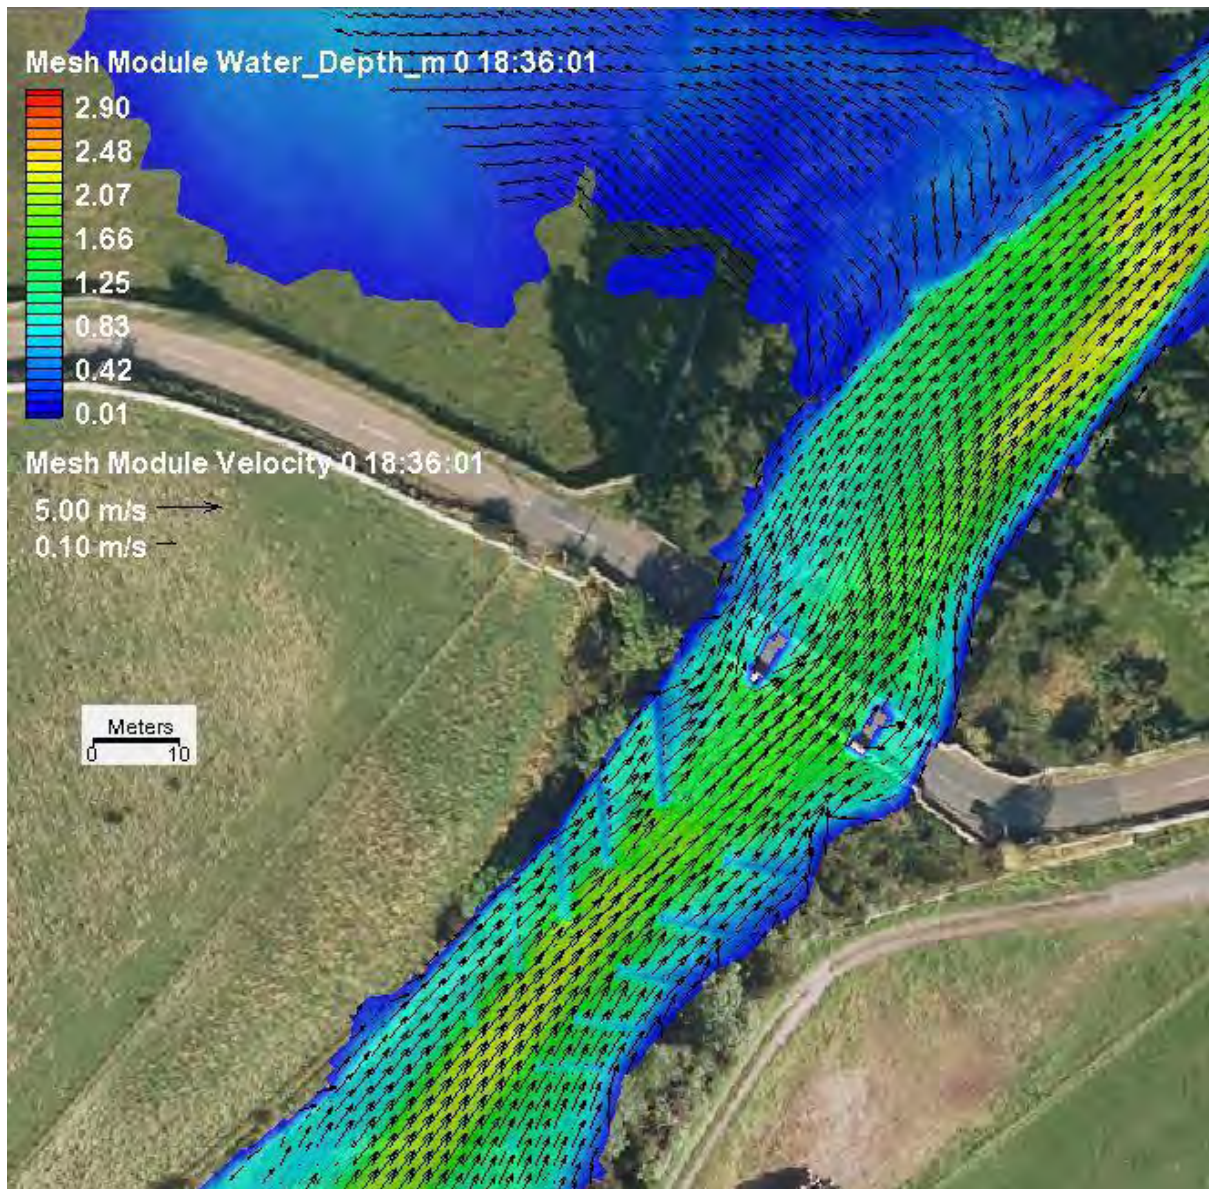 Mesh Module Water_Depth_m 0 18:36:01
2.90
2.48
2.07
1.66
1.25
0.83
0.42
0.01
Mesh Module Velocity 0 18:36:01
5.00 m/s
0.10 m/s
Meters
0 10